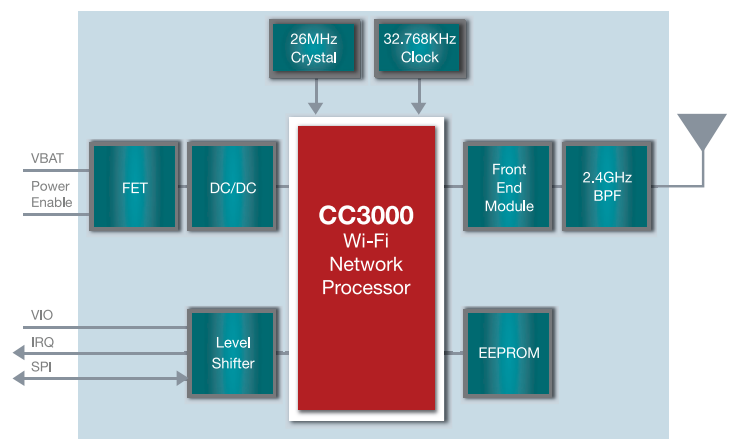 26MHz
Crystal
32.768KHz
Clock
VBAT
Power
Enable
FET
DC/DC
CC3000
Wi-Fi
Network
Processor
Front
End
Module
2.4GHz
BPF
VIO
IRQ
SPI
Level
Shifter
EEPROM